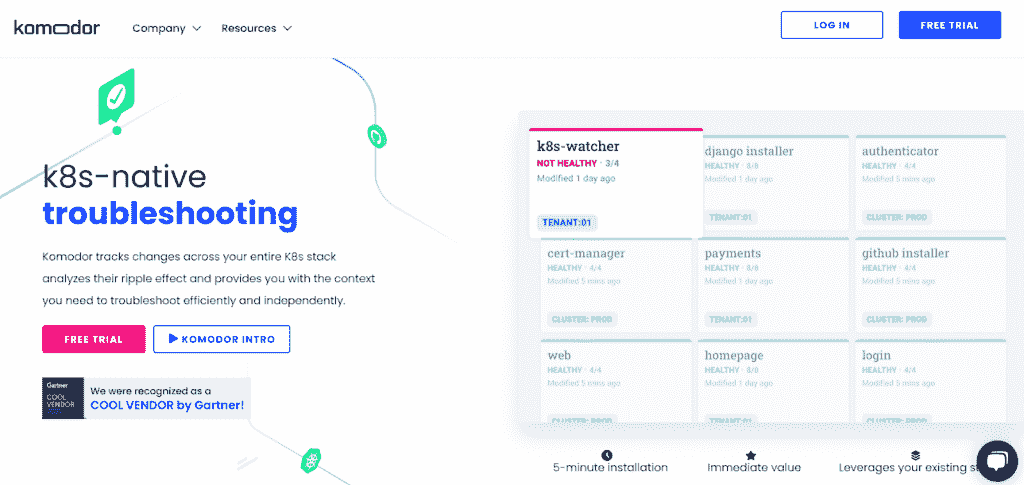 komodor
Company
Resources
LOG IN
FREE TRIAL
k8s-native
troubleshooting
Komodor tracks changes across your entire K8s stack
analyzes their ripple effect and provides you with the context
you need to troubleshoot efficiently and independently.
FREE TRIAL
KOMODOR INTRO
Gartner
COOL
VENDOR
We were recognized as a
COOL VENDOR by Gartner!
k8s-watcher
NOT HEALTHY · 3/4
Modified 1 day ago
TENANT:01
django installer
HEALTHY · 8/8
Modified 1 day ago
TENANT:01
authenticator
HEALTHY · 4/4
Modified 5 mins ago
CLUSTER: PROD
cert-manager
HEALTHY · 4/4
Modified 5 mins ago
CLUSTER: PROD
payments
HEALTHY · 8/8
Modified 1 day ago
TENANT:01
github installer
HEALTHY · 4/4
Modified 5 mins ago
CLUSTER: PROD
web
HEALTHY · 4/4
Modified 5 mins ago
CLUSTER: PROD
homepage
HEALTHY · 8/8
Modified 1 day ago
TENANT:01
login
HEALTHY · 4/4
Modified 5 mins ago
CLUSTER: PROD
5-minute installation
Immediate value
Leverages your existing